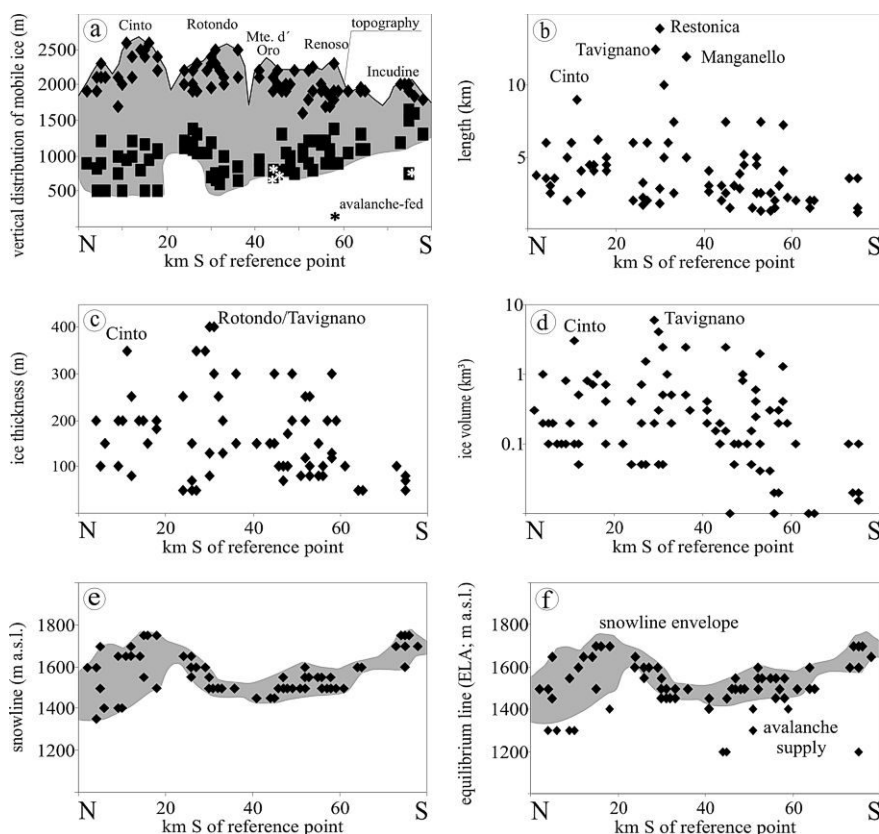 a
vertical distribution of mobile ice (m)
2500
2000
1500
1000
500
Cinto
Rotondo
Mte. d´
Oro
Renoso
topography
Incudine
*
*
*
*
avalanche-fed
N
20
40
60
S
km S of reference point
b
length (km)
10
5
Restonica
Tavignano
Manganello
Cinto
N
20
40
60
S
km S of reference point
c
ice thickness (m)
400
300
200
100
Cinto
Rotondo/Tavignano
N
20
40
60
S
km S of reference point
d
ice volume (km³)
10
1
0.1
Cinto
Tavignano
N
20
40
60
S
km S of reference point
e
snowline (m a.s.l.)
1800
1600
1400
1200
N
20
40
60
S
km S of reference point
f
equilibrium line (ELA; m a.s.l.)
1800
1600
1400
1200
snowline envelope
avalanche
supply
N
20
40
60
S
km S of reference point